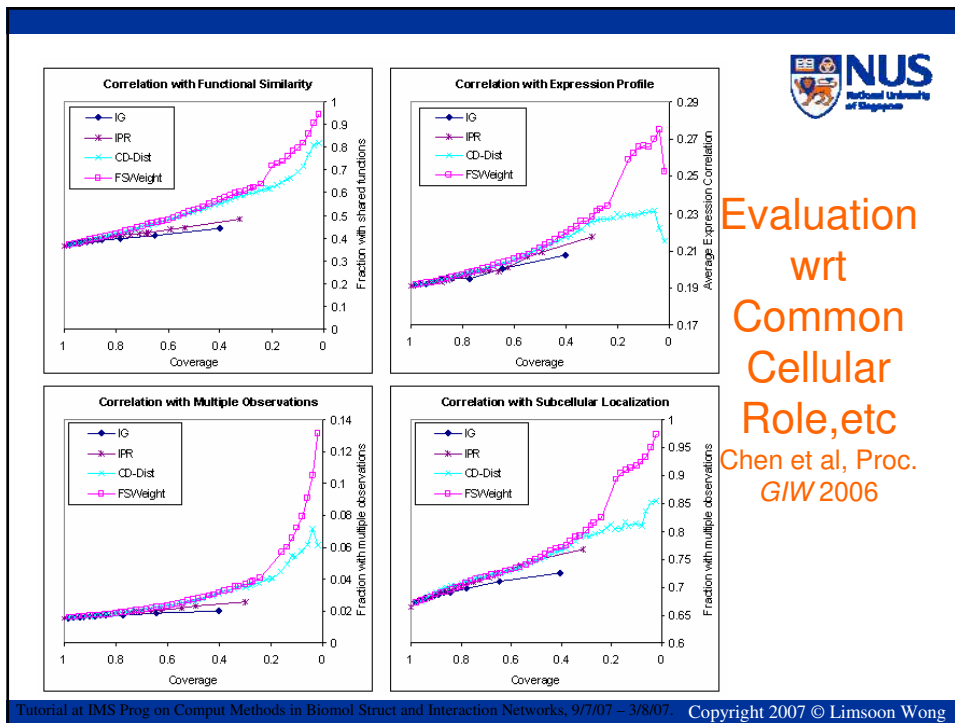 NUS
National University
of Singapore
Correlation with Functional Similarity
IG
IPR
CD-Dist
FSWeight
1
0.9
0.8
0.7
0.6
0.5
0.4
0.3
0.2
0.1
0
Fraction with shared functions
1 0.8 0.6 0.4 0.2 0
Coverage
Correlation with Expression Profile
IG
IPR
CD-Dist
FSWeight
0.29
0.27
0.25
0.23
0.21
0.19
0.17
Average Expression Correlation
1 0.8 0.6 0.4 0.2 0
Coverage
Correlation with Multiple Observations
IG
IPR
CD-Dist
FSWeight
0.14
0.12
0.1
0.08
0.06
0.04
0.02
0
Fraction with multiple observations
1 0.8 0.6 0.4 0.2 0
Coverage
Correlation with Subcellular Localization
IG
IPR
CD-Dist
FSWeight
1
0.95
0.9
0.85
0.8
0.75
0.7
0.65
0.6
Fraction with multiple observations
1 0.8 0.6 0.4 0.2 0
Coverage
Evaluation
wrt
Common
Cellular
Role,etc
Chen et al, Proc.
GIW 2006
Tutorial at IMS Prog on Comput Methods in Biomol Struct and Interaction Networks, 9/7/07 – 3/8/07.
Copyright 2007 © Limsoon Wong